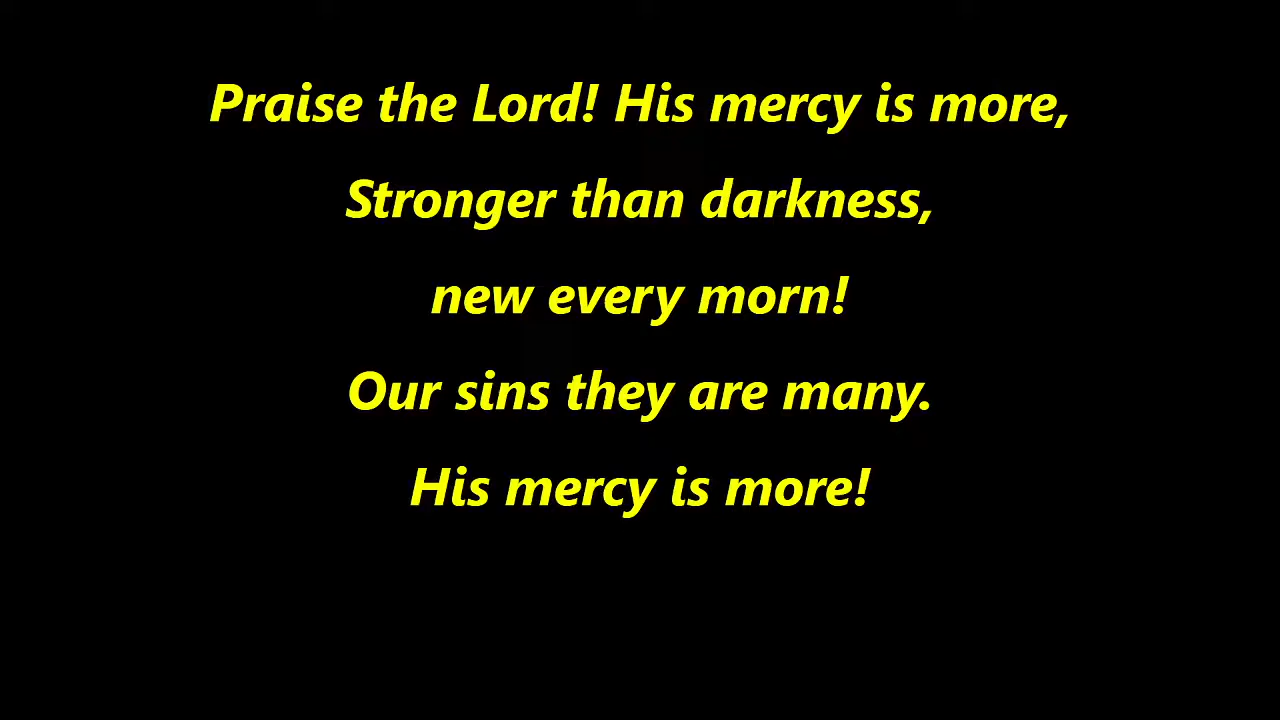 Praise the Lord! His mercy is more,
Stronger than darkness,
new every morn!
Our sins they are many.
His mercy is more!